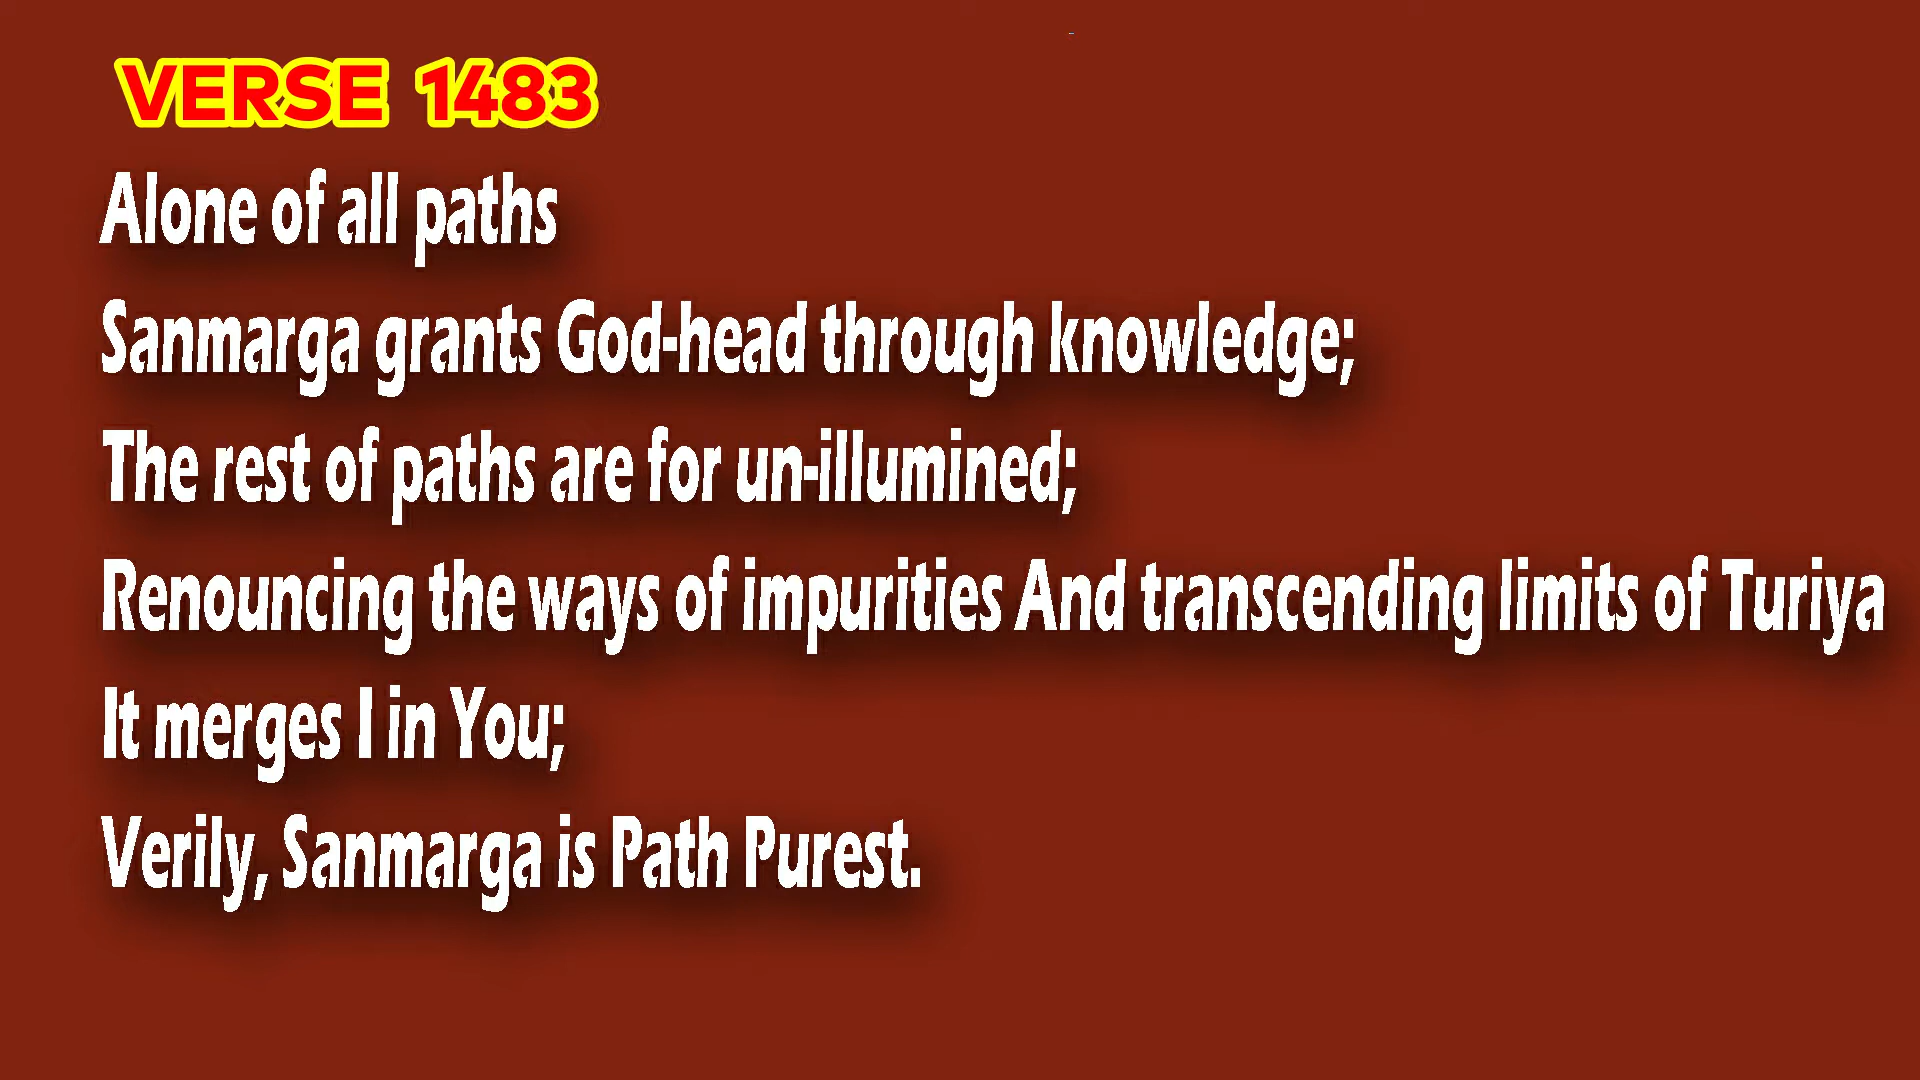 VERSE 1483
Alone of all paths
Sanmarga grants God-head through knowledge;
The rest of paths are for un-illumined;
Renouncing the ways of impurities And transcending limits of Turiya
It merges I in You;
Verily, Sanmarga is Path Purest.